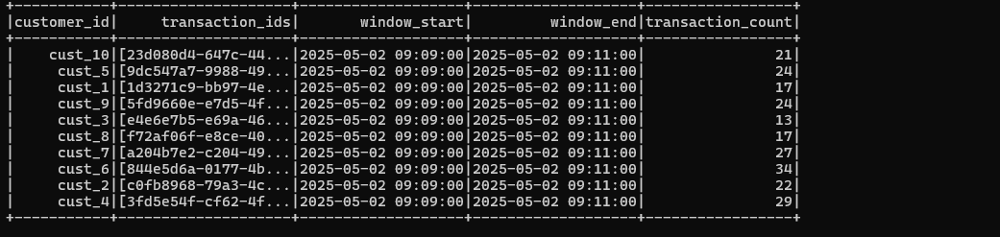 +-----------+--------------------+-------------------+-------------------+-----------------+
|customer_id|     transaction_ids|       window_start|         window_end|transaction_count|
+-----------+--------------------+-------------------+-------------------+-----------------+
|    cust_10|[23d080d4-647c-44...|2025-05-02 09:09:00|2025-05-02 09:11:00|               21|
|     cust_5|[9dc547a7-9988-49...|2025-05-02 09:09:00|2025-05-02 09:11:00|               24|
|     cust_1|[1d3271c9-bb97-4e...|2025-05-02 09:09:00|2025-05-02 09:11:00|               17|
|     cust_9|[5fd9660e-e7d5-4f...|2025-05-02 09:09:00|2025-05-02 09:11:00|               24|
|     cust_3|[e4e6e7b5-e69a-46...|2025-05-02 09:09:00|2025-05-02 09:11:00|               13|
|     cust_8|[f72af06f-e8ce-40...|2025-05-02 09:09:00|2025-05-02 09:11:00|               17|
|     cust_7|[a204b7e2-c204-49...|2025-05-02 09:09:00|2025-05-02 09:11:00|               27|
|     cust_6|[844e5d6a-0177-4b...|2025-05-02 09:09:00|2025-05-02 09:11:00|               34|
|     cust_2|[c0fb8968-79a3-4c...|2025-05-02 09:09:00|2025-05-02 09:11:00|               22|
|     cust_4|[3fd5e54f-cf62-4f...|2025-05-02 09:09:00|2025-05-02 09:11:00|               29|
+-----------+--------------------+-------------------+-------------------+-----------------+